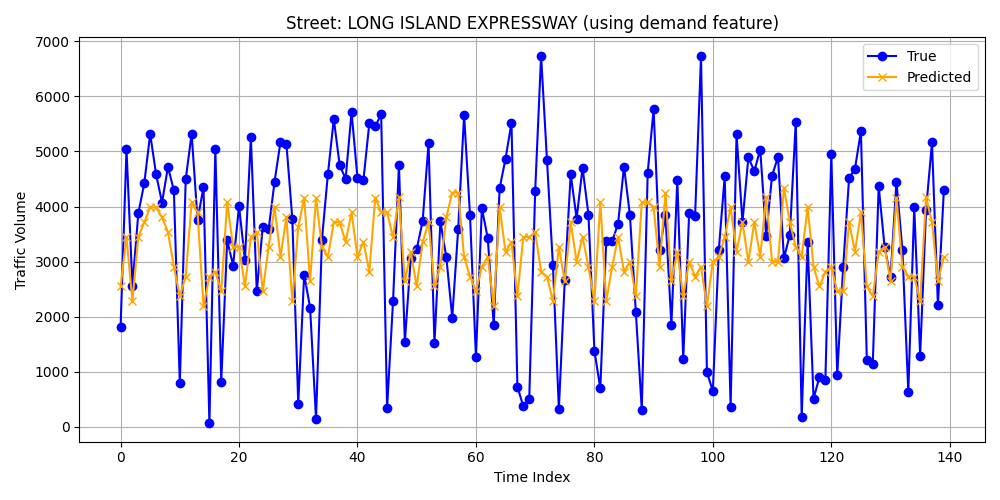 Street: LONG ISLAND EXPRESSWAY (using demand feature)
True
Predicted
Traffic Volume
7000
6000
5000
4000
3000
2000
1000
0
0 20 40 60 80 100 120 140
Time Index